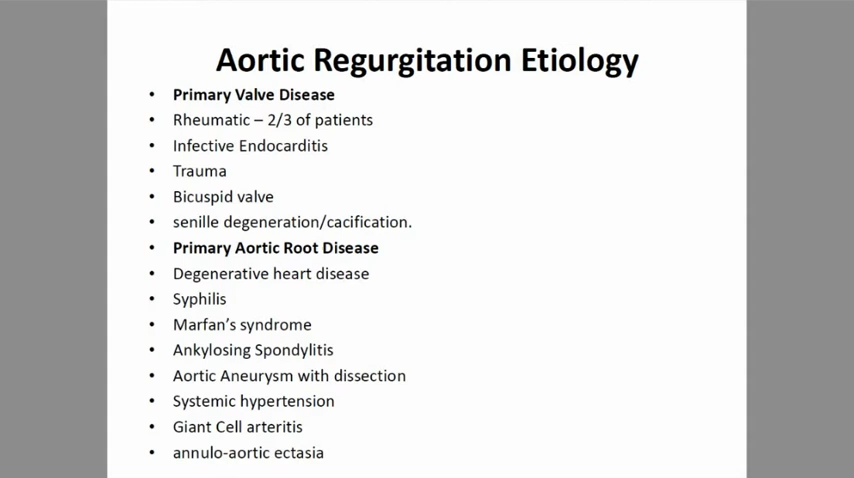 Aortic Regurgitation Etiology
• Primary Valve Disease
• Rheumatic – 2/3 of patients
• Infective Endocarditis
• Trauma
• Bicuspid valve
• senille degeneration/cacification.
• Primary Aortic Root Disease
• Degenerative heart disease
• Syphilis
• Marfan's syndrome
• Ankylosing Spondylitis
• Aortic Aneurysm with dissection
• Systemic hypertension
• Giant Cell arteritis
• annulo-aortic ectasia